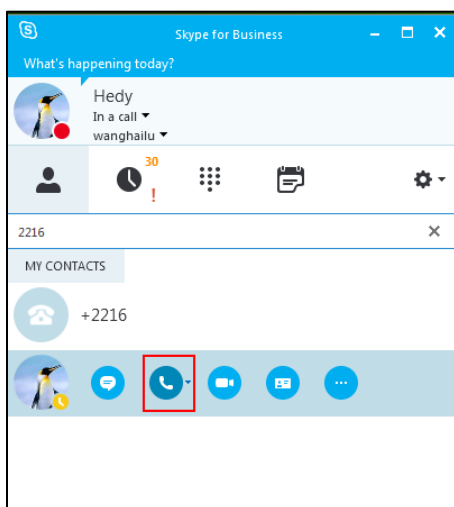 Skype for Business
What's happening today?
Hedy
In a call
wanghailu
30
!
2216
MY CONTACTS
+2216